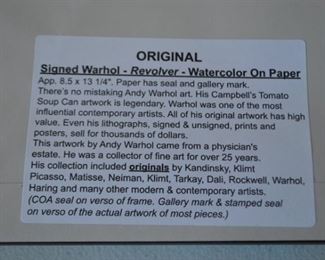 ORIGINAL
Signed Warhol - Revolver - Watercolor On Paper
App. 8.5 x 13 1/4". Paper has seal and gallery mark.
There's no mistaking Andy Warhol art. His Campbell's Tomato
Soup Can artwork is legendary. Warhol was one of the most
influential contemporary artists. All of his original artwork has high
value. Even his lithographs, signed & unsigned, prints and
posters, sell for thousands of dollars.
This artwork by Andy Warhol came from a physician's
estate. He was a collector of fine art for over 25 years.
His collection included originals by Kandinsky, Klimt
Picasso, Matisse, Neiman, Klimt, Tarkay, Dali, Rockwell, Warhol,
Haring and many other modern & contemporary artists.
(COA seal on verso of frame. Gallery mark & stamped seal
on verso of the actual artwork of most pieces.)